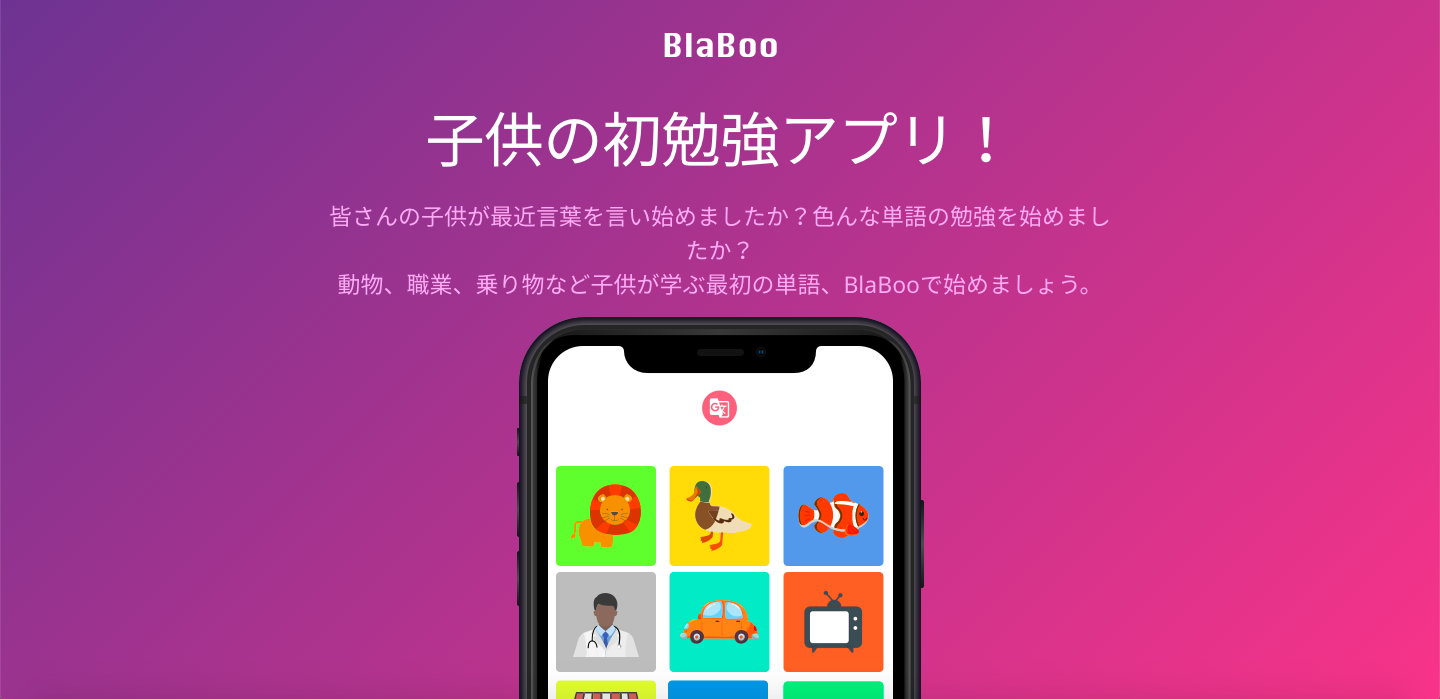 BlaBoo
子供の初勉強アプリ！
皆さんの子供が最近言葉を言い始めましたか？色んな単語の勉強を始めまし
たか？
動物、職業、乗り物など子供が学ぶ最初の単語、BlaBooで始めましょう。